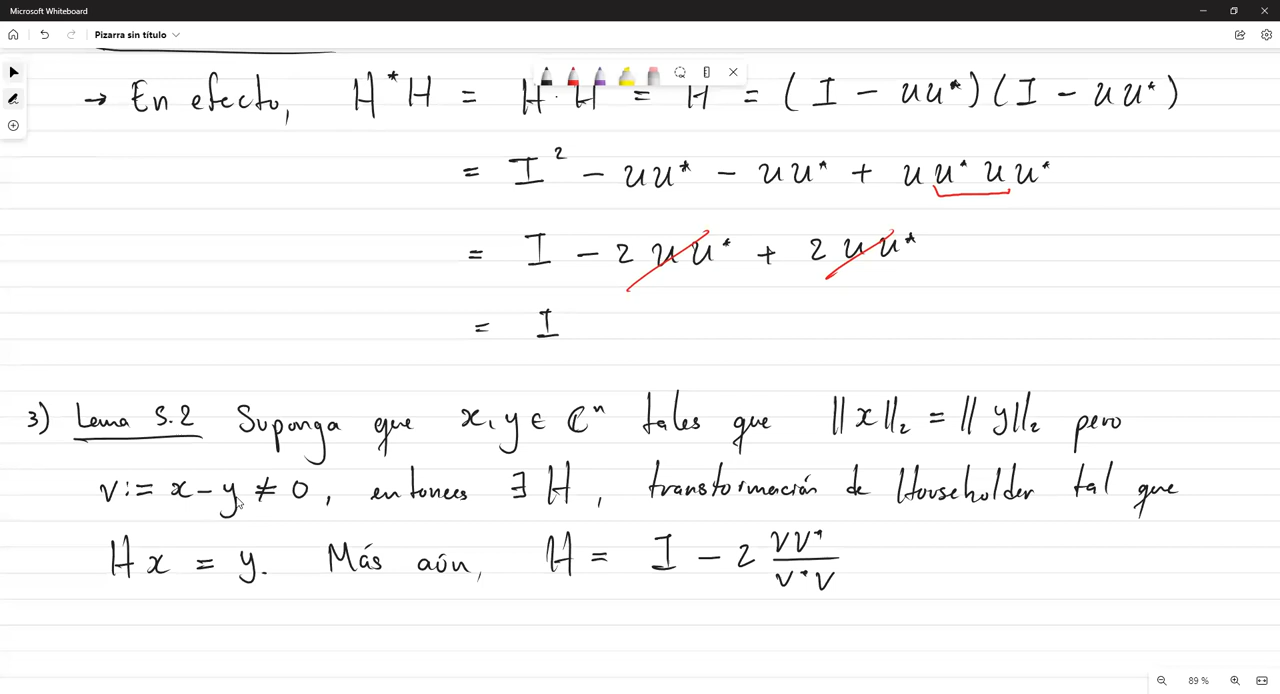 Microsoft Whiteboard
Pizarra sin título
→ En efecto, H*H = H·H = H = (I - uu*)(I - uu*)
= I² - uu* - uu* + uu*uu*
= I - 2uu* + 2uu*
= I
3) Lema 5.2 Suponga que x, y ∈ ℂⁿ tales que ||x||₂ = ||y||₂ pero
v := x - y ≠ 0, entonces ∃ H, transformación de Householder tal que
Hx = y. Más aún, H = I - 2 vv*/v*v
89 %